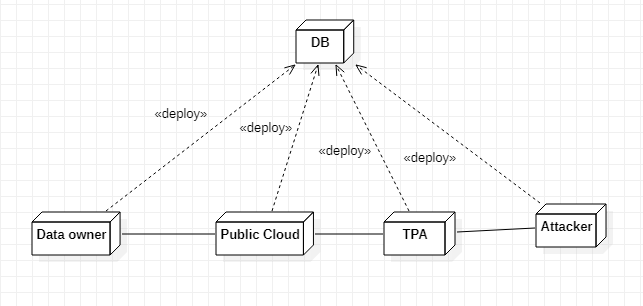 DB
«deploy»
«deploy»
«deploy»
«deploy»
Data owner
Public Cloud
TPA
Attacker